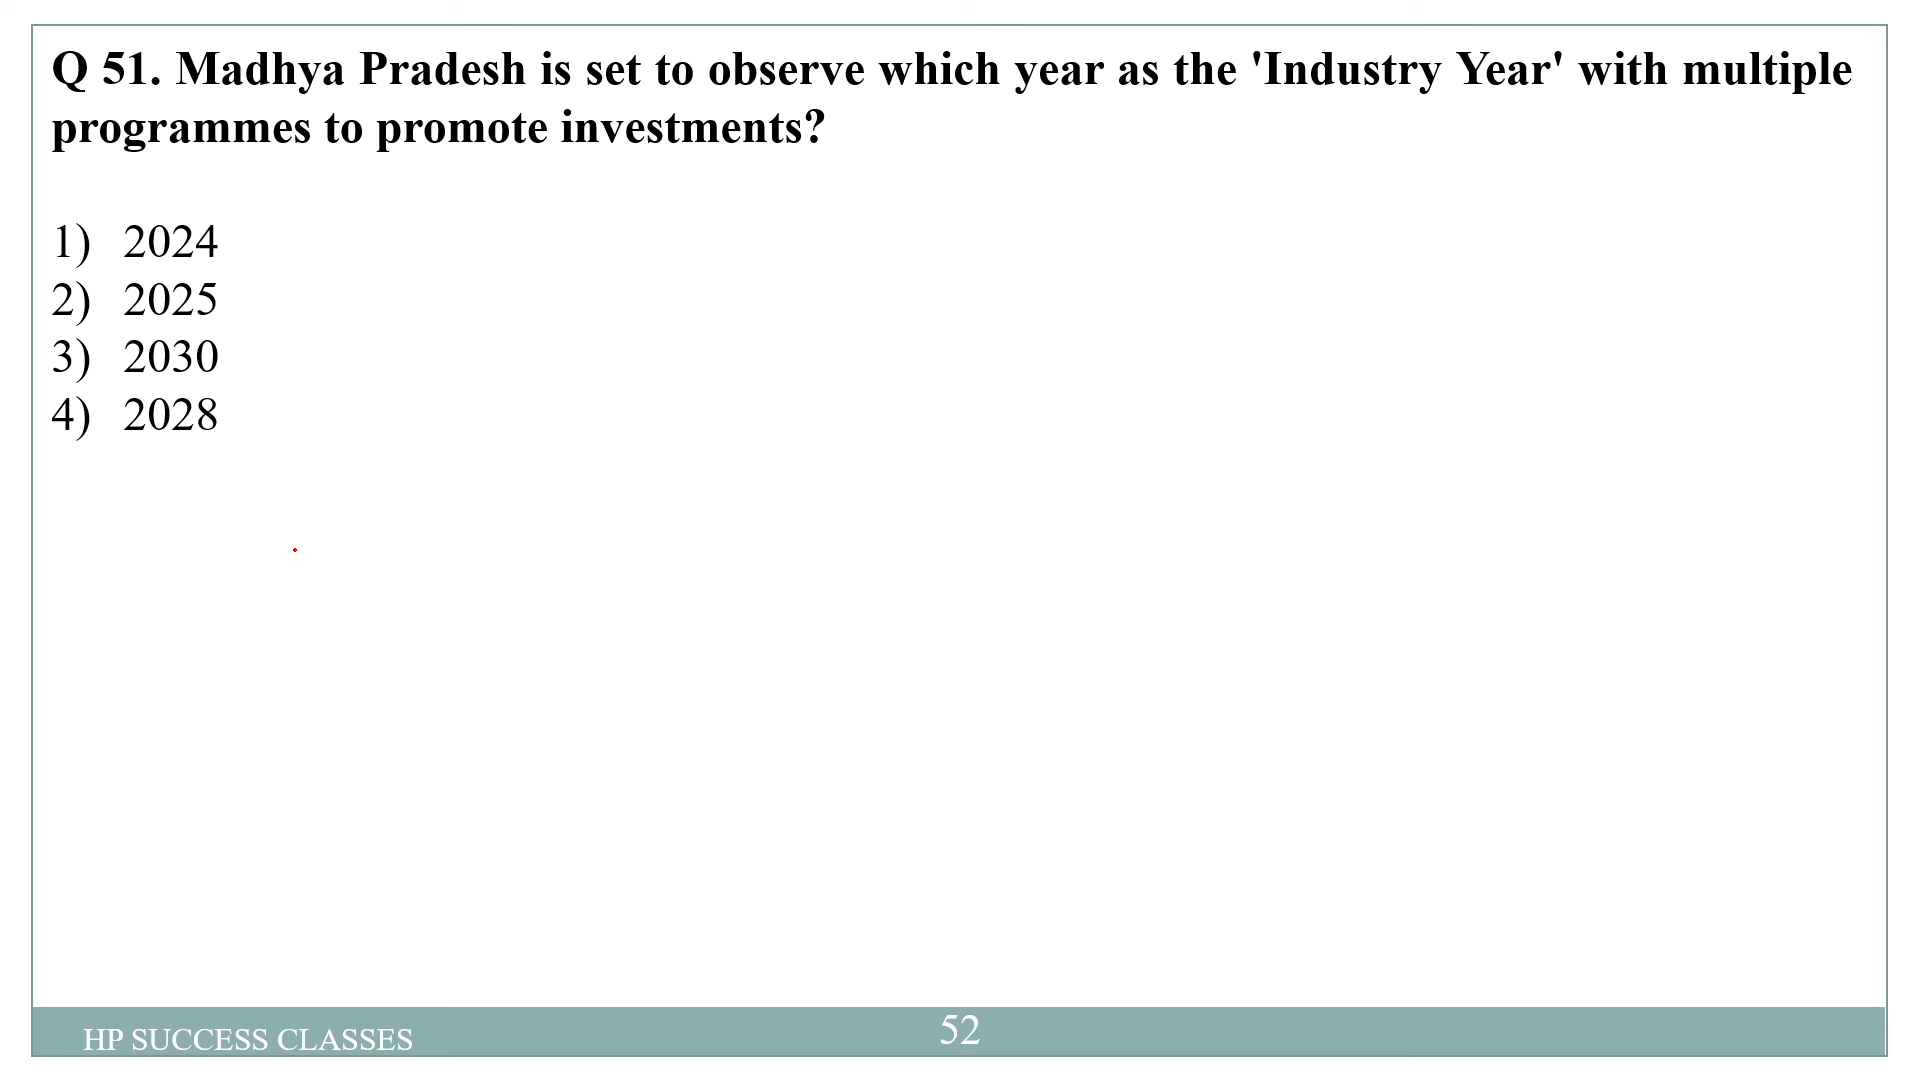 Q 51. Madhya Pradesh is set to observe which year as the 'Industry Year' with multiple
programmes to promote investments?
1) 2024
2) 2025
3) 2030
4) 2028
HP SUCCESS CLASSES
52